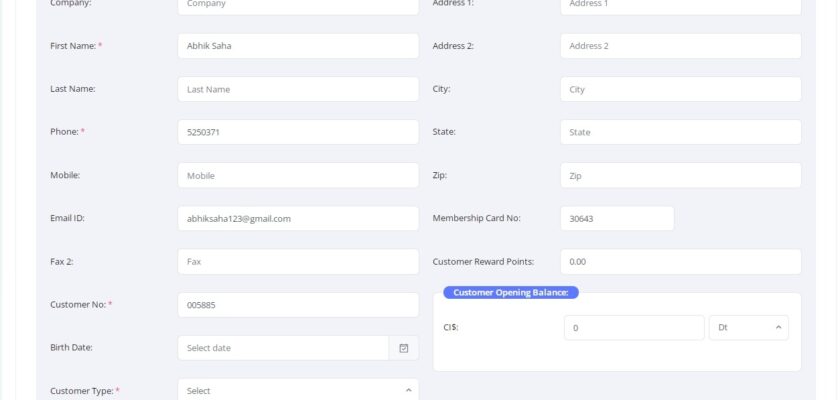 Company: Company Address 1: Address 1
First Name: * Abhik Saha Address 2: Address 2
Last Name: Last Name City: City
Phone: * 5250371 State: State
Mobile: Mobile Zip: Zip
Email ID: abhiksaha123@gmail.com Membership Card No: 30643
Fax 2: Fax Customer Reward Points: 0.00
Customer Opening Balance:
Customer No: * 005885
CI$: 0 Dt
Birth Date: Select date
Customer Type: * Select